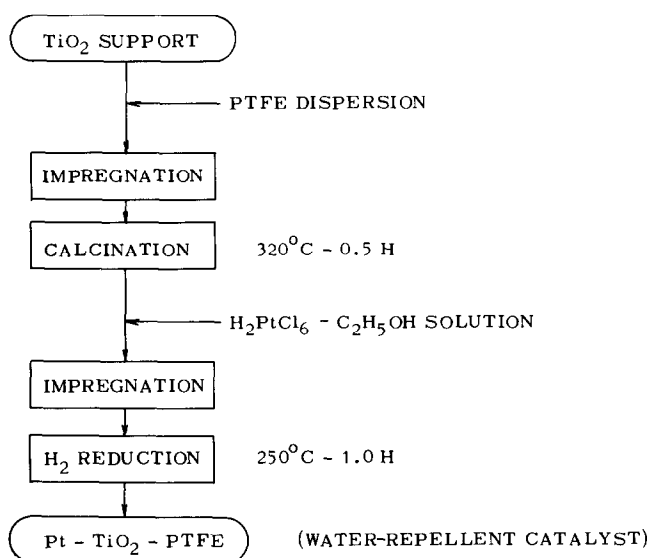 TiO₂ SUPPORT
PTFE DISPERSION
IMPREGNATION
CALCINATION 320°C - 0.5 H
H₂PtCl₆ - C₂H₅OH SOLUTION
IMPREGNATION
H₂ REDUCTION 250°C - 1.0 H
Pt - TiO₂ - PTFE (WATER-REPELLENT CATALYST)